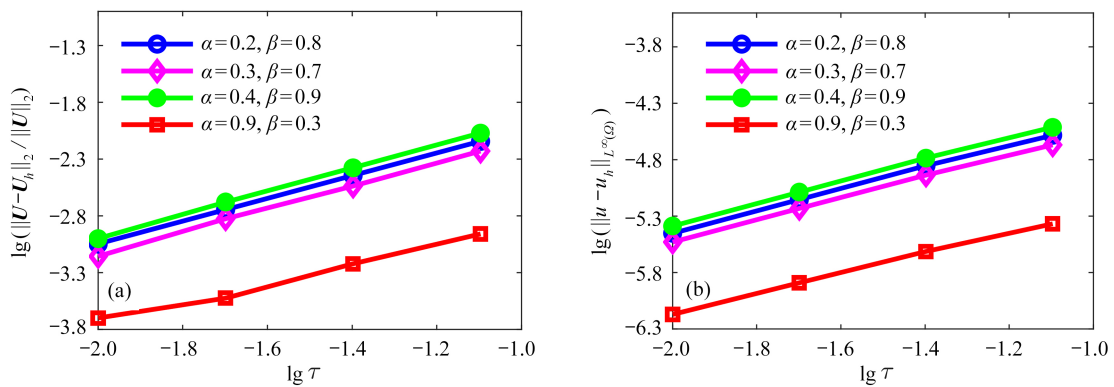 −1.3
−1.8
−2.3
−2.8
−3.3
−3.8
lg(||U−U_h||_2 / ||U||_2)
α=0.2, β=0.8
α=0.3, β=0.7
α=0.4, β=0.9
α=0.9, β=0.3
(a)
−2.0 −1.8 −1.6 −1.4 −1.2 −1.0
lg τ
−3.8
−4.3
−4.8
−5.3
−5.8
−6.3
lg(||u−u_h||_{L^∞(Ω)})
α=0.2, β=0.8
α=0.3, β=0.7
α=0.4, β=0.9
α=0.9, β=0.3
(b)
−2.0 −1.8 −1.6 −1.4 −1.2 −1.0
lg τ